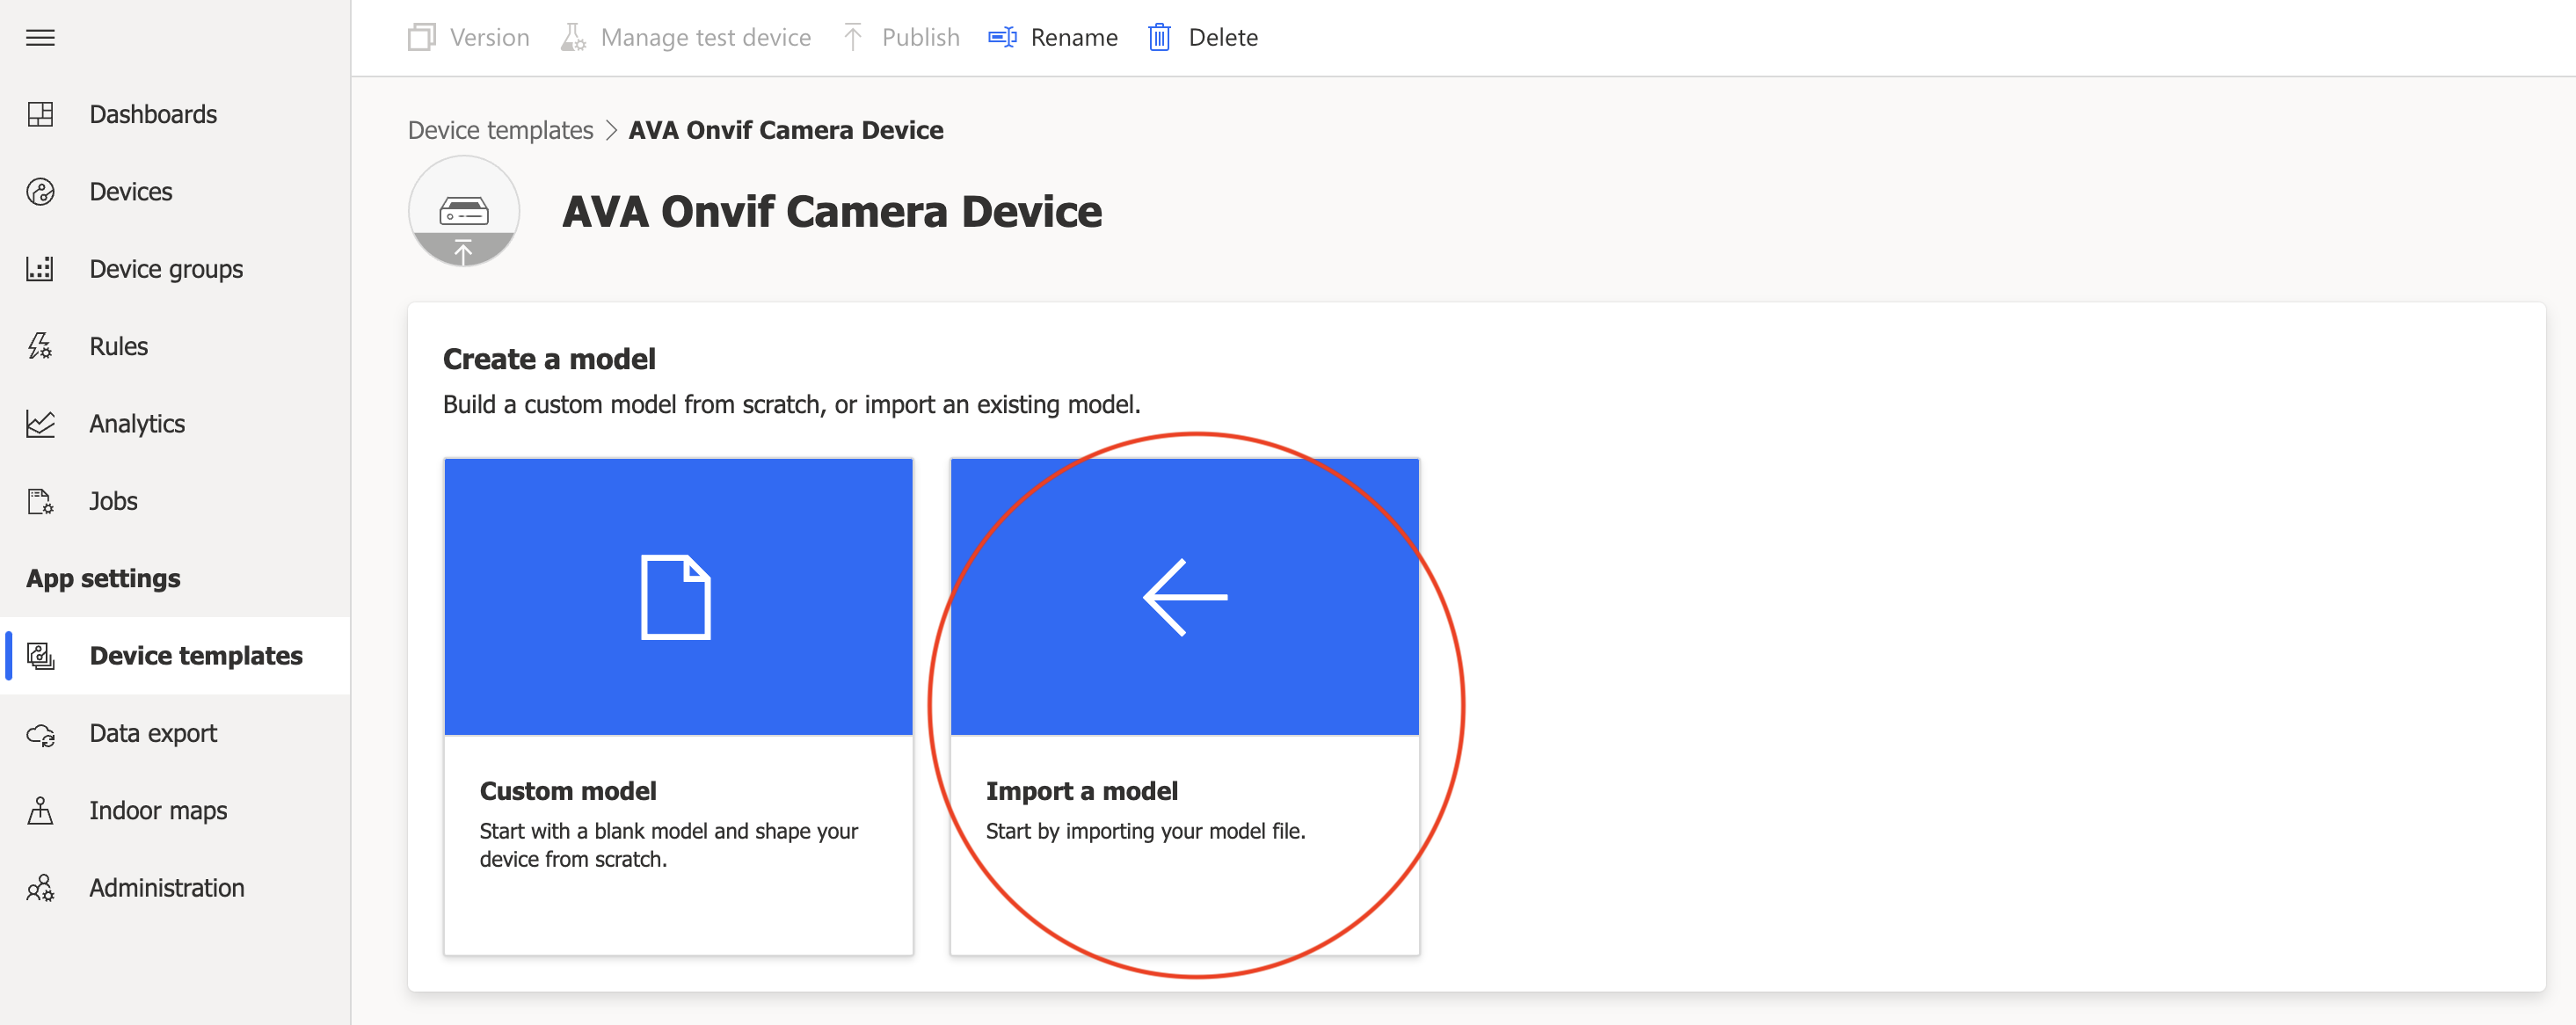 Version Manage test device Publish Rename Delete
Dashboards
Devices
Device groups
Rules
Analytics
Jobs
App settings
Device templates
Data export
Indoor maps
Administration
Device templates > AVA Onvif Camera Device
AVA Onvif Camera Device
Create a model
Build a custom model from scratch, or import an existing model.
Custom model
Start with a blank model and shape your
device from scratch.
Import a model
Start by importing your model file.